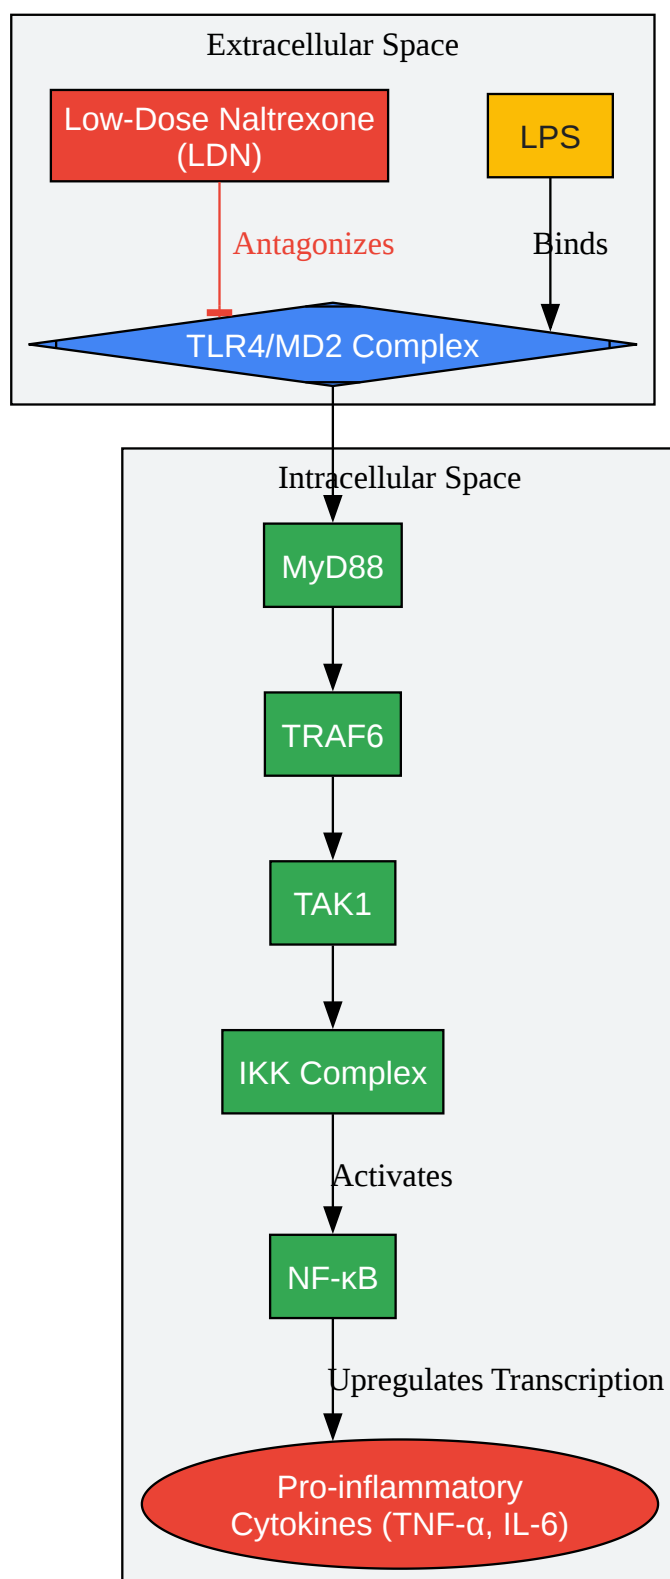 Extracellular Space
Low-Dose Naltrexone
(LDN)
LPS
Antagonizes
Binds
TLR4/MD2 Complex
Intracellular Space
MyD88
TRAF6
TAK1
IKK Complex
Activates
NF-κB
Upregulates Transcription
Pro-inflammatory
Cytokines (TNF-α, IL-6)